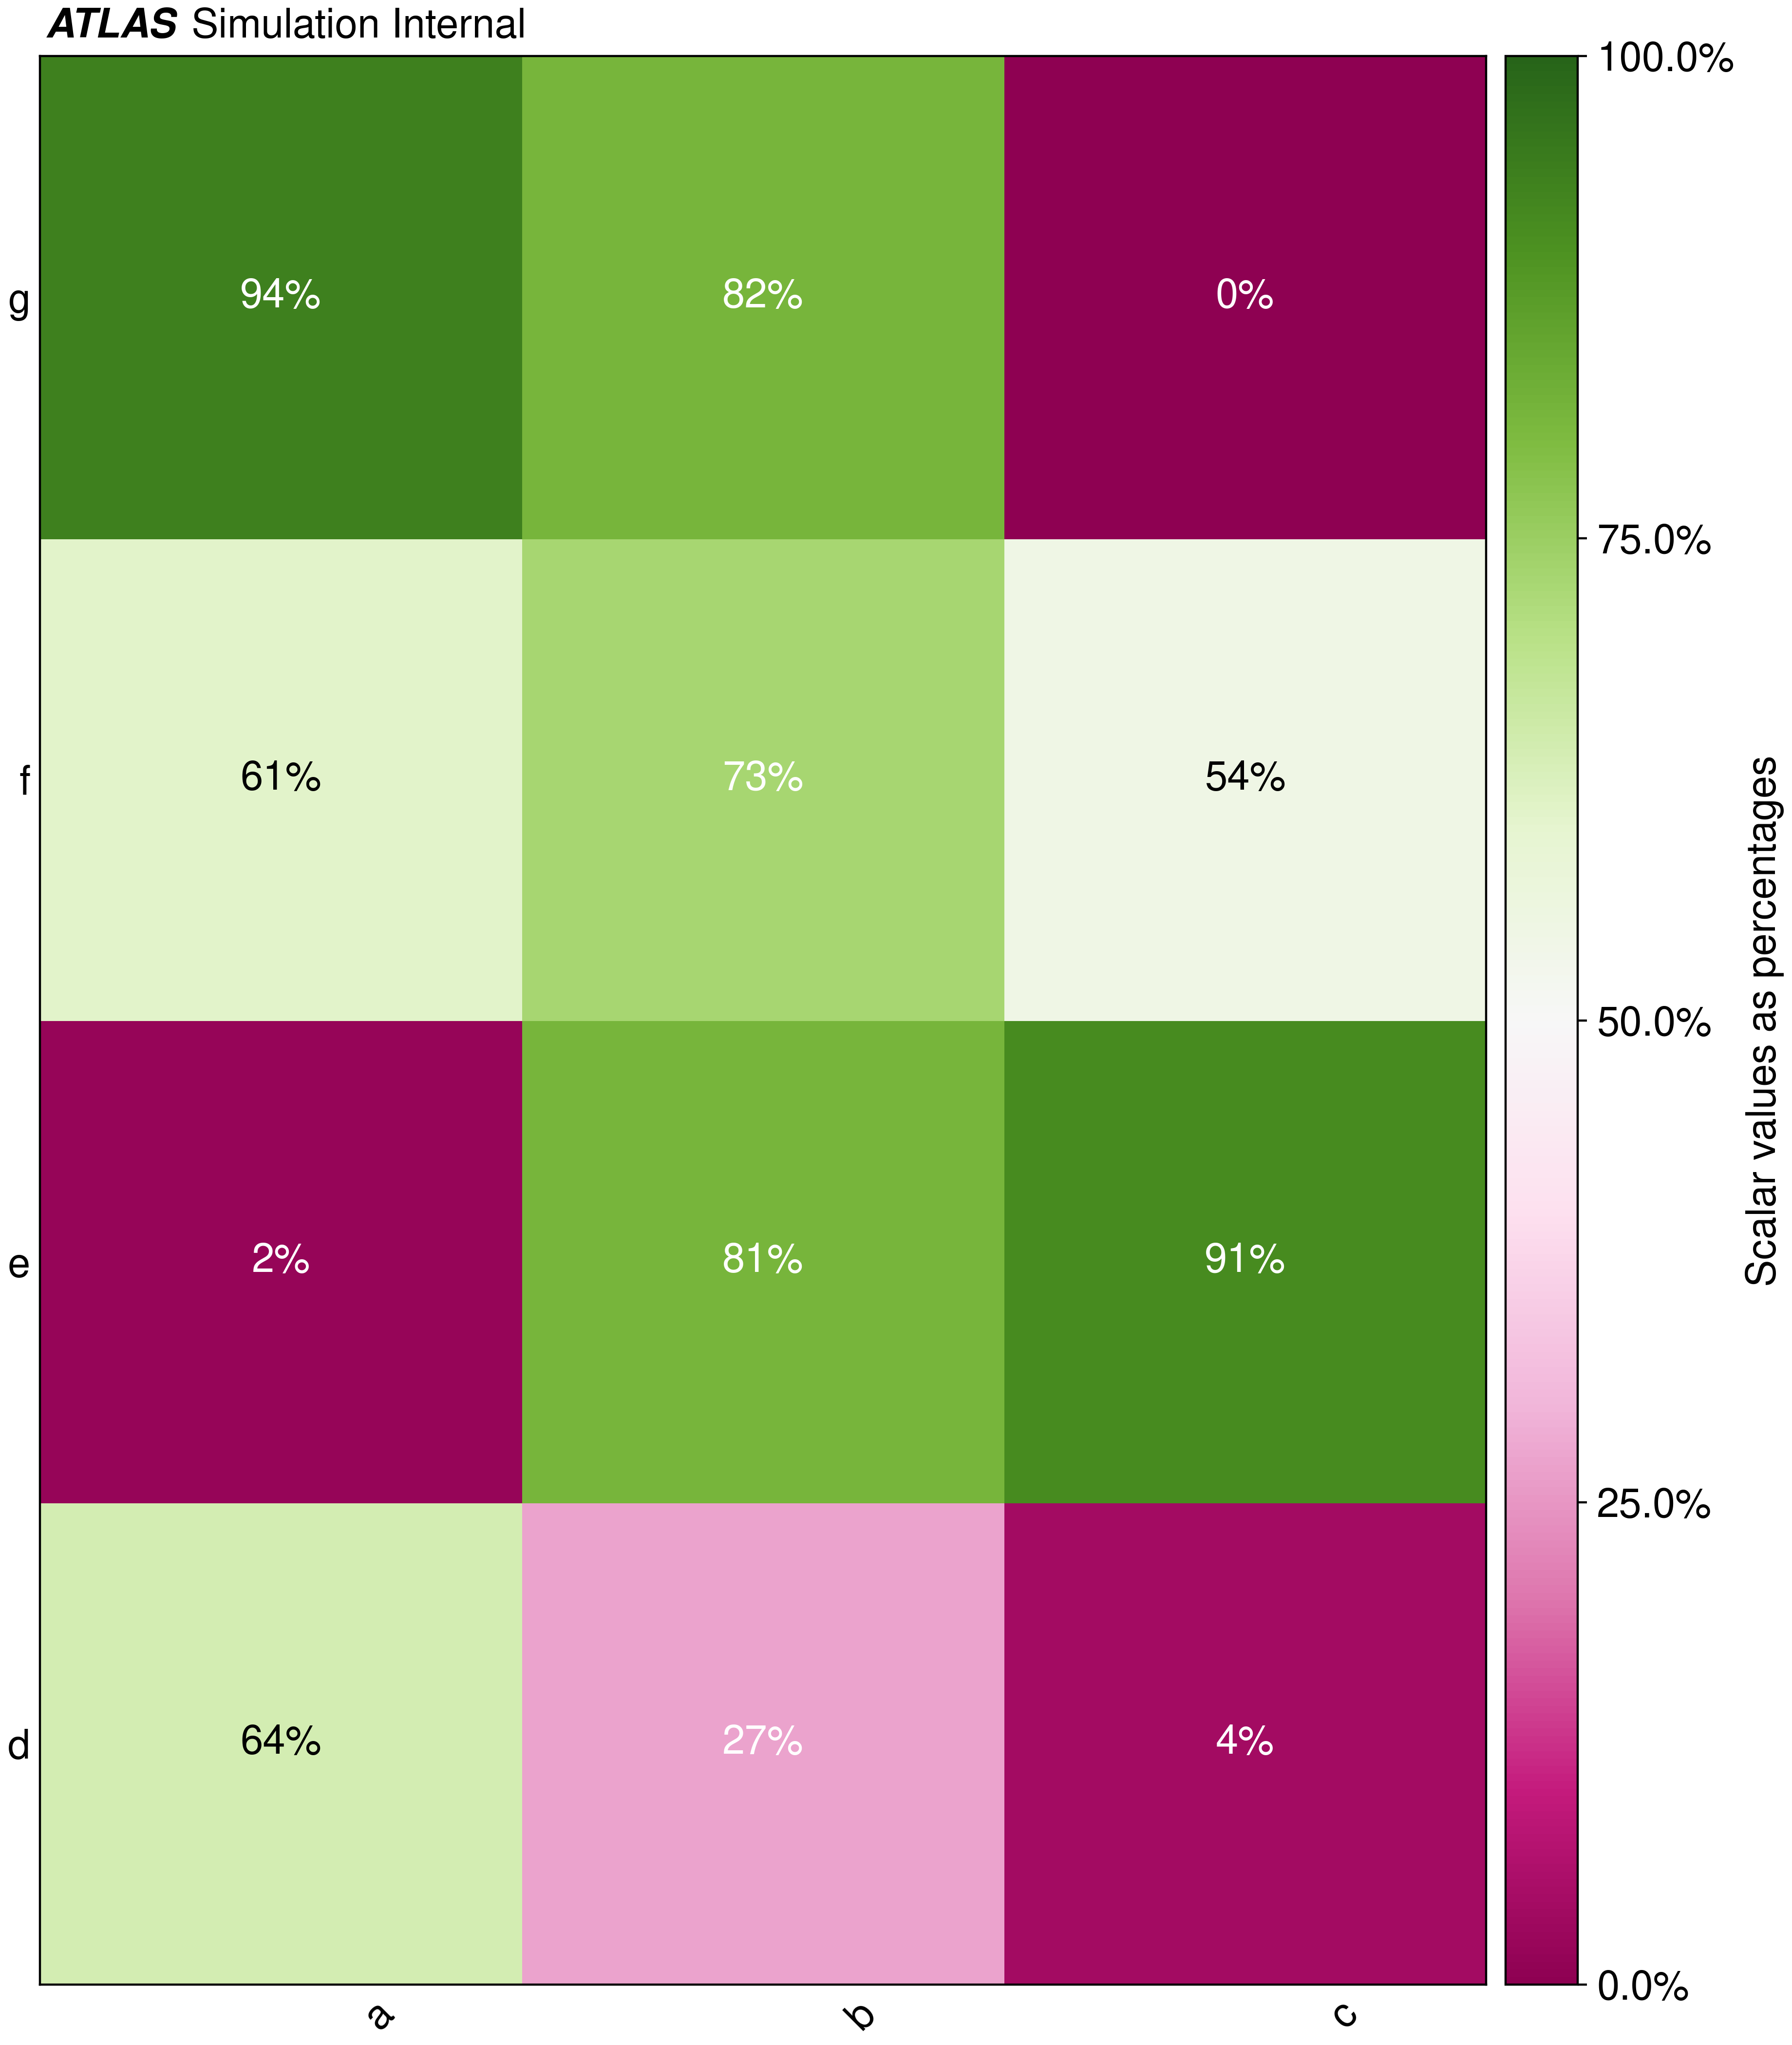 ATLAS Simulation Internal
100.0%
g 94% 82% 0%
75.0%
f 61% 73% 54%
50.0%
Scalar values as percentages
e 2% 81% 91%
25.0%
d 64% 27% 4%
0.0%
a b c